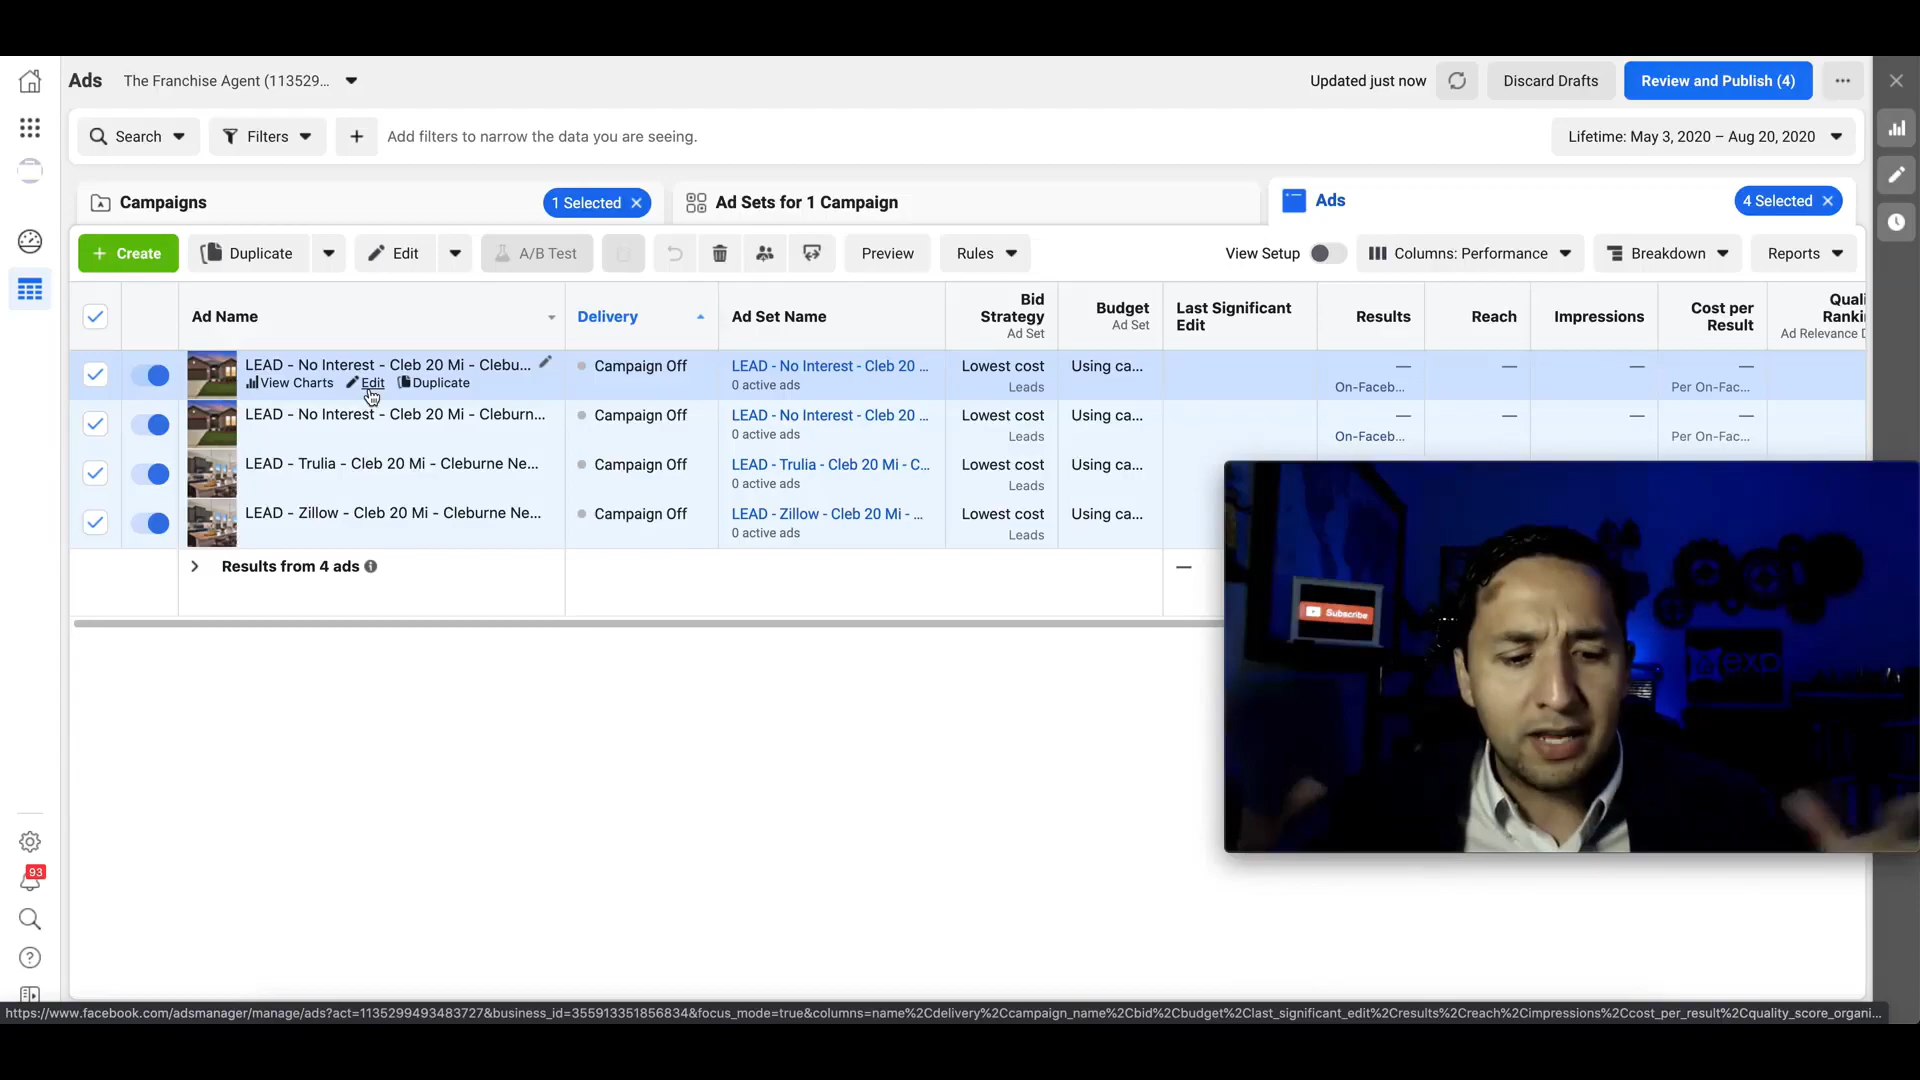 Ads
The Franchise Agent (113529...
Updated just now
Discard Drafts
Review and Publish (4)
Search
Filters
Add filters to narrow the data you are seeing.
Lifetime: May 3, 2020 – Aug 20, 2020
Campaigns
1 Selected
Ad Sets for 1 Campaign
Ads
4 Selected
+ Create
Duplicate
Edit
A/B Test
Preview
Rules
View Setup
Columns: Performance
Breakdown
Reports
Ad Name
Delivery
Ad Set Name
Bid
Strategy
Ad Set
Budget
Ad Set
Last Significant
Edit
Results
Reach
Impressions
Cost per
Result
Quali
Ranki
Ad Relevance D
LEAD - No Interest - Cleb 20 Mi - Clebu...
View Charts
Edit
Duplicate
Campaign Off
LEAD - No Interest - Cleb 20 ...
0 active ads
Lowest cost
Leads
Using ca...
—
On-Faceb...
—
—
—
Per On-Fac...
LEAD - No Interest - Cleb 20 Mi - Cleburn...
Campaign Off
LEAD - No Interest - Cleb 20 ...
0 active ads
Lowest cost
Leads
Using ca...
—
On-Faceb...
—
—
—
Per On-Fac...
LEAD - Trulia - Cleb 20 Mi - Cleburne Ne...
Campaign Off
LEAD - Trulia - Cleb 20 Mi - C...
0 active ads
Lowest cost
Leads
Using ca...
LEAD - Zillow - Cleb 20 Mi - Cleburne Ne...
Campaign Off
LEAD - Zillow - Cleb 20 Mi - ...
0 active ads
Lowest cost
Leads
Using ca...
Results from 4 ads
—
Subscribe
exp
93
https://www.facebook.com/adsmanager/manage/ads?act=1135299493483727&business_id=355913351856834&focus_mode=true&columns=name%2Cdelivery%2Ccampaign_name%2Cbid%2Cbudget%2Clast_significant_edit%2Cresults%2Creach%2Cimpressions%2Ccost_per_result%2Cquality_score_organi...